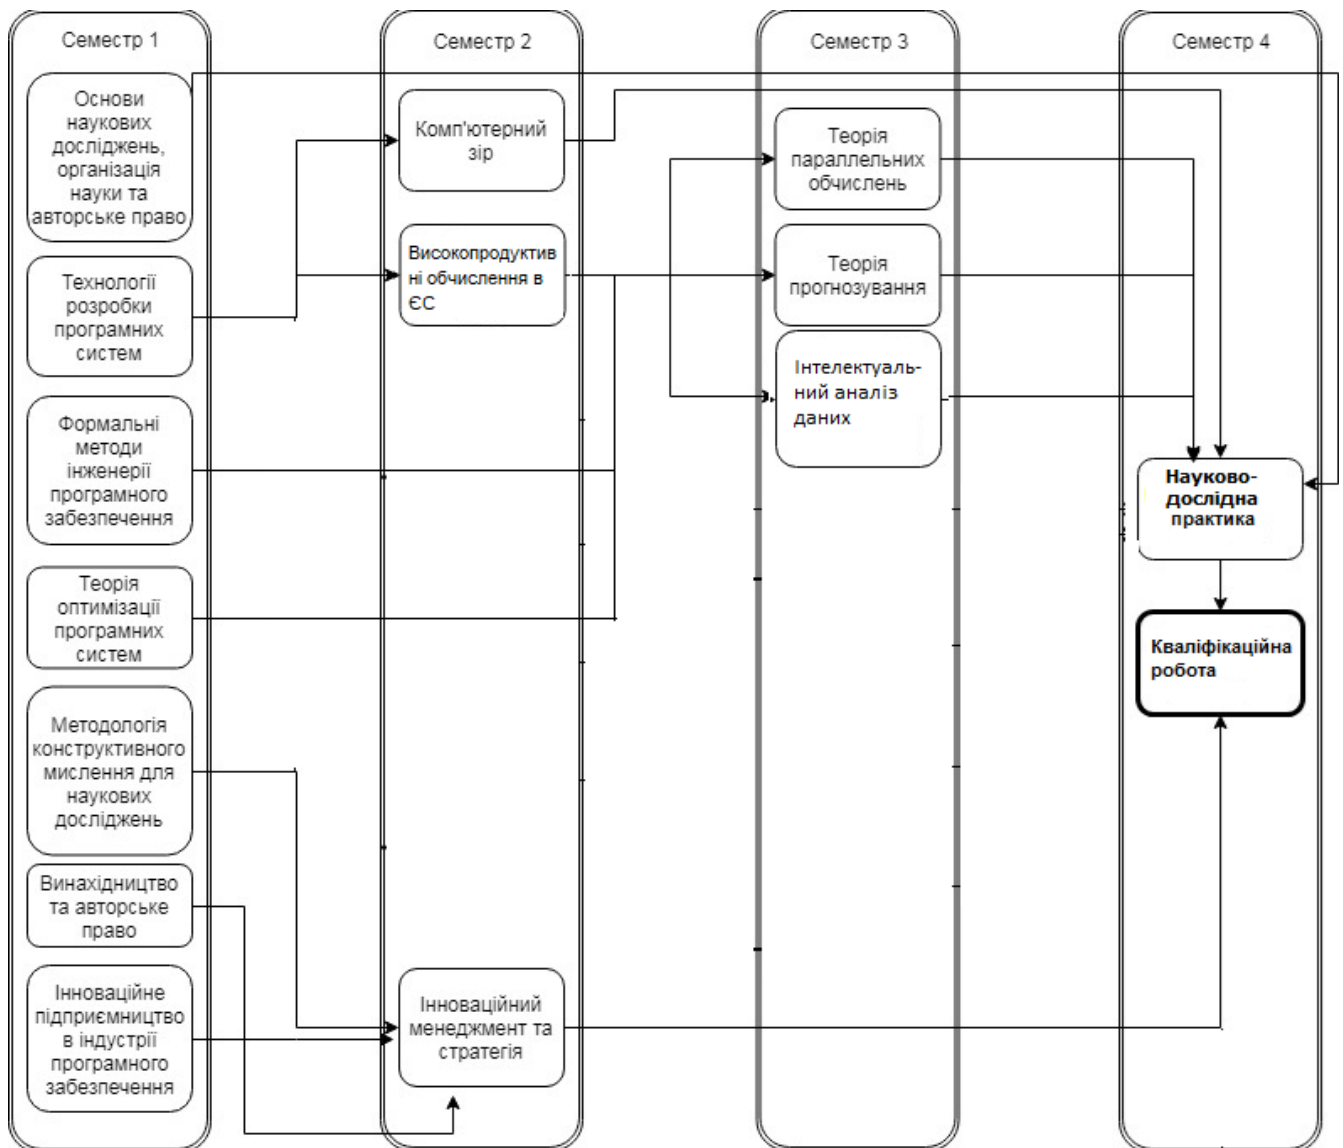 Семестр 1
Основи
наукових
досліджень,
організація
науки та
авторське право
Технології
розробки
програмних
систем
Формальні
методи
інженерії
програмного
забезпечення
Теорія
оптимізації
програмних
систем
Методологія
конструктивного
мислення для
наукових
досліджень
Винахідництво
та авторське
право
Інноваційне
підприємництво
в індустрії
програмного
забезпечення
Семестр 2
Комп'ютерний
зір
Високопродуктив
ні обчислення в
ЄС
Інноваційний
менеджмент та
стратегія
Семестр 3
Теорія
параллельних
обчислень
Теорія
прогнозування
Інтелектуаль-
ний аналіз
даних
Семестр 4
Науково-
дослідна
практика
Кваліфікаційна
робота